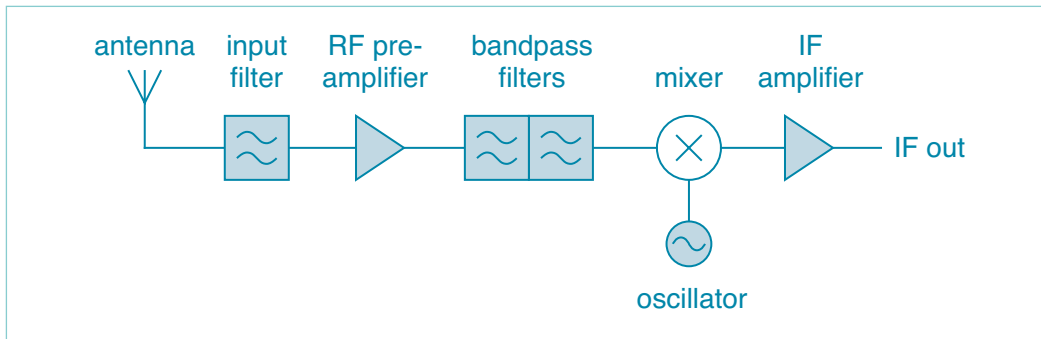 antenna
input
filter
RF pre-
amplifier
bandpass
filters
mixer
IF
amplifier
IF out
oscillator